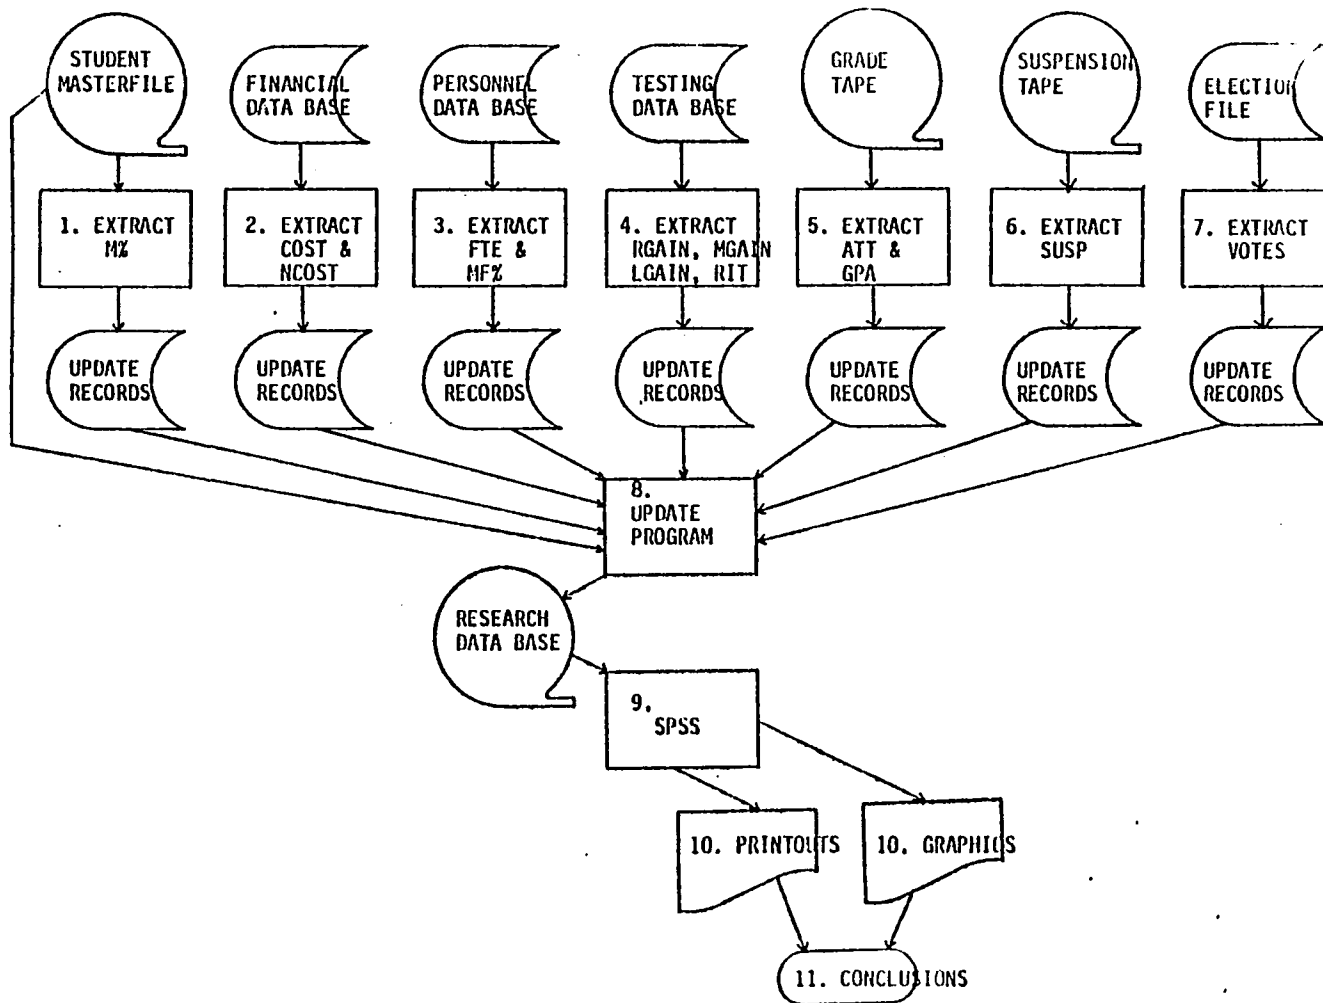 STUDENT
MASTERFILE
FINANCIAL
DATA BASE
PERSONNEL
DATA BASE
TESTING
DATA BASE
GRADE
TAPE
SUSPENSION
TAPE
ELECTION
FILE
1. EXTRACT
M%
2. EXTRACT
COST &
NCOST
3. EXTRACT
FTE &
MF%
4. EXTRACT
RGAIN, MGAIN
LGAIN, RIT
5. EXTRACT
ATT &
GPA
6. EXTRACT
SUSP
7. EXTRACT
VOTES
UPDATE
RECORDS
UPDATE
RECORDS
UPDATE
RECORDS
UPDATE
RECORDS
UPDATE
RECORDS
UPDATE
RECORDS
UPDATE
RECORDS
8.
UPDATE
PROGRAM
RESEARCH
DATA BASE
9.
SPSS
10. PRINTOUTS
10. GRAPHICS
11. CONCLUSIONS